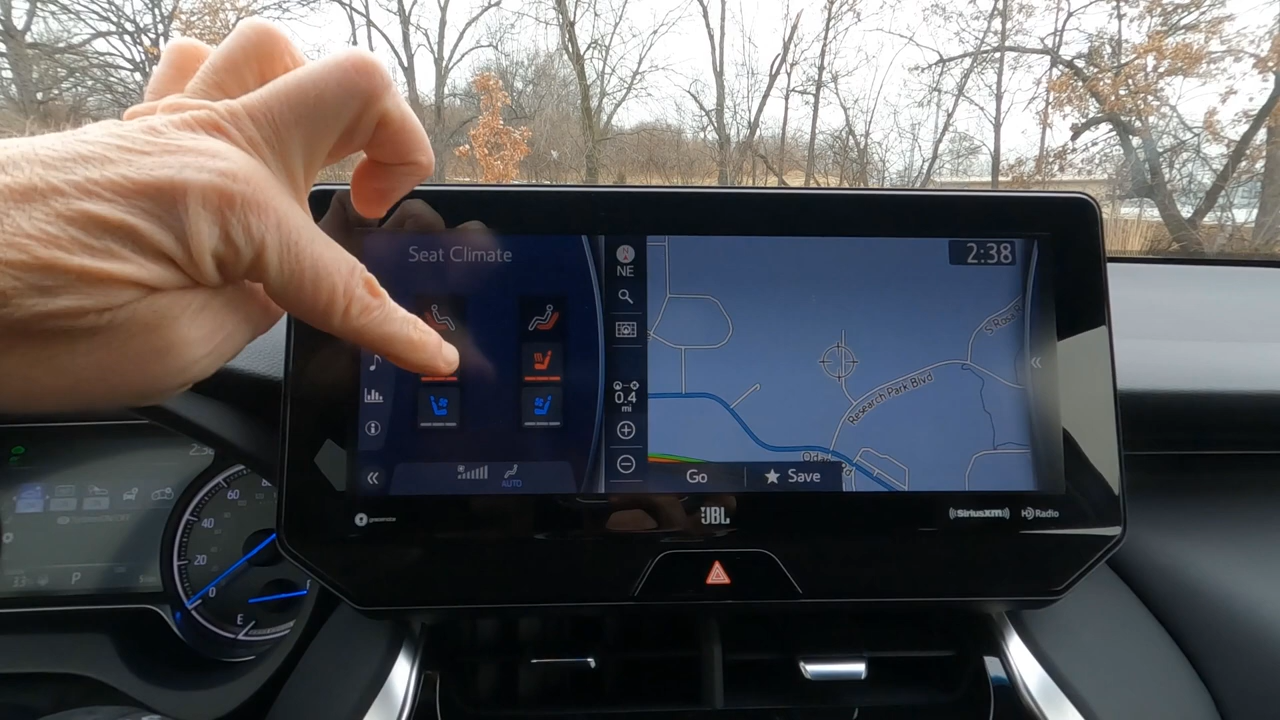 Seat Climate
N
NE
2:38
S Rosa
0.4
mi
Research Park Blvd
AUTO
Go
Save
JBL
((SiriusXM))
HD Radio
60
40
20
0
P
E